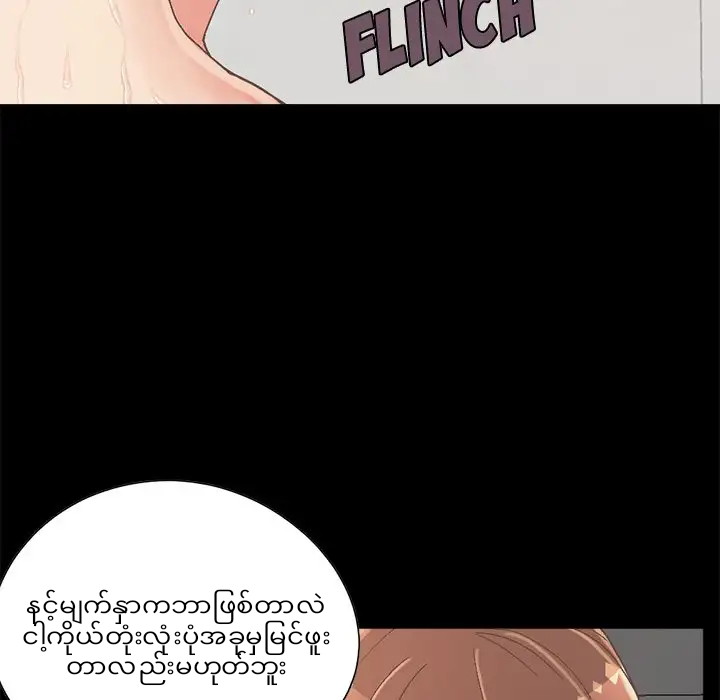 FLINCH
နင့်မျက်နှာကဘာဖြစ်တာလဲ
ငါ့ကိုယ်တုံးလုံးပုံအခုမှမြင်ဖူး
တာလည်းမဟုတ်ဘူး